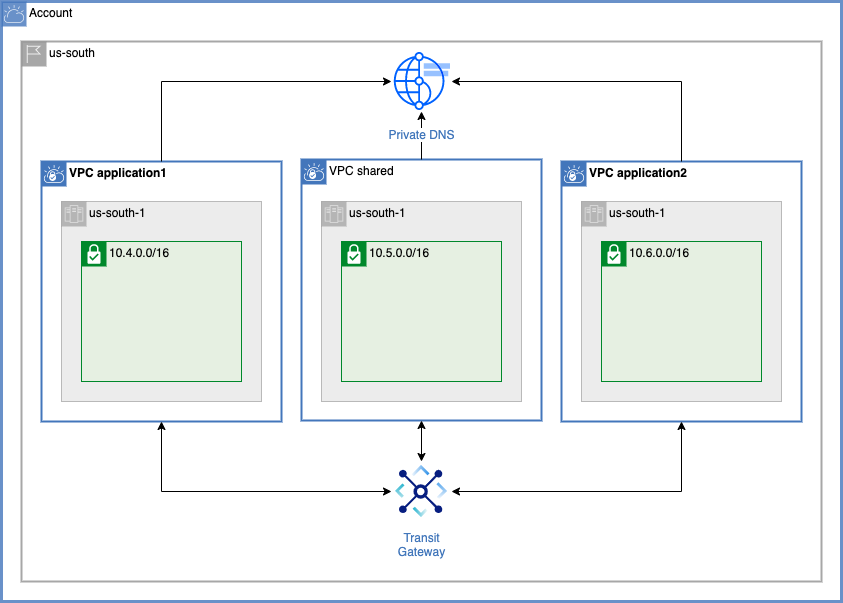 Account
us-south
Private DNS
VPC application1
us-south-1
10.4.0.0/16
VPC shared
us-south-1
10.5.0.0/16
VPC application2
us-south-1
10.6.0.0/16
Transit
Gateway